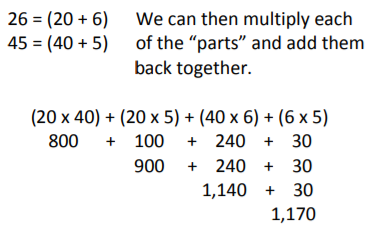 26 = (20 + 6) We can then multiply each
45 = (40 + 5) of the “parts” and add them
back together.
(20 x 40) + (20 x 5) + (40 x 6) + (6 x 5)
800 + 100 + 240 + 30
900 + 240 + 30
1,140 + 30
1,170